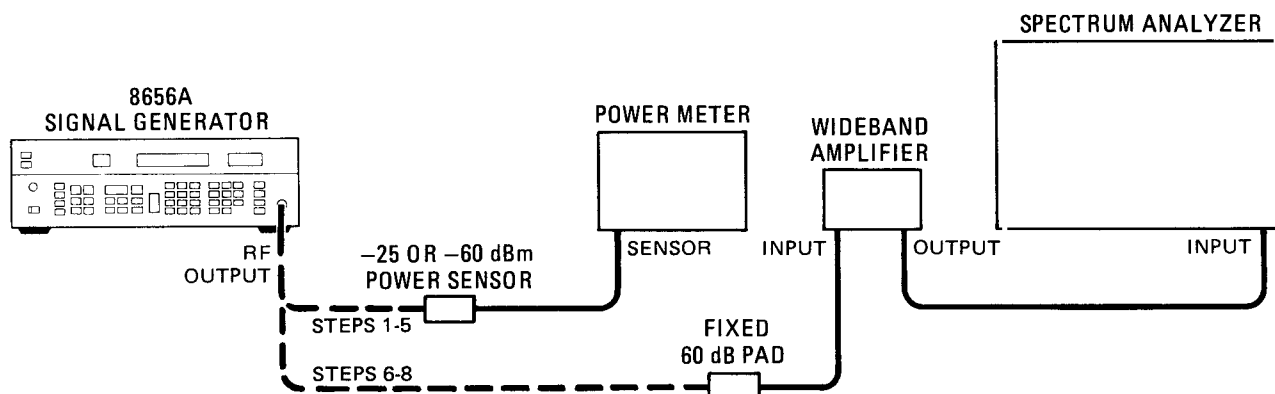 SPECTRUM ANALYZER
8656A
SIGNAL GENERATOR
POWER METER
WIDEBAND
AMPLIFIER
RF
OUTPUT
−25 OR −60 dBm
POWER SENSOR
SENSOR
INPUT
OUTPUT
INPUT
STEPS 1-5
FIXED
60 dB PAD
STEPS 6-8